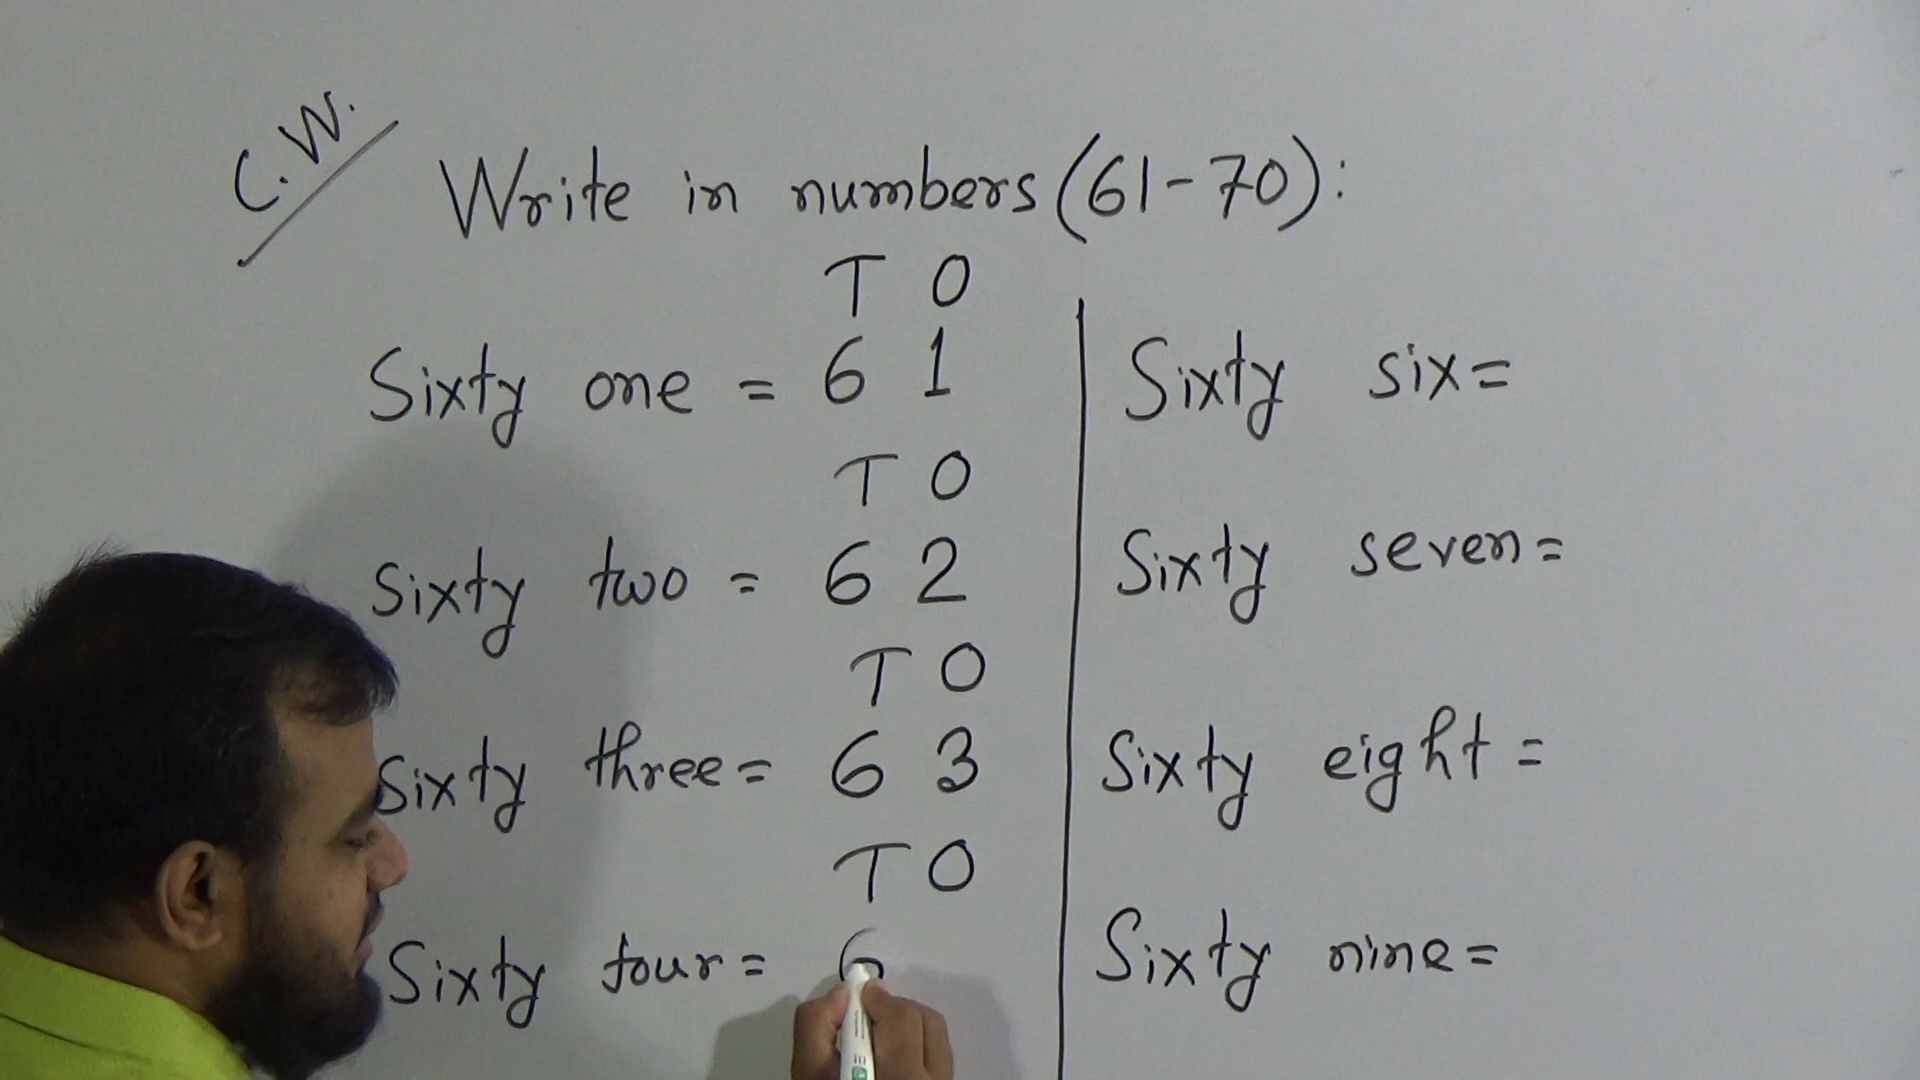 C.W.
Write in numbers (61-70):
T O
Sixty one = 6 1
T O
Sixty two = 6 2
T O
Sixty three = 6 3
T O
Sixty four = 6
Sixty six =
Sixty seven =
Sixty eight =
Sixty nine =